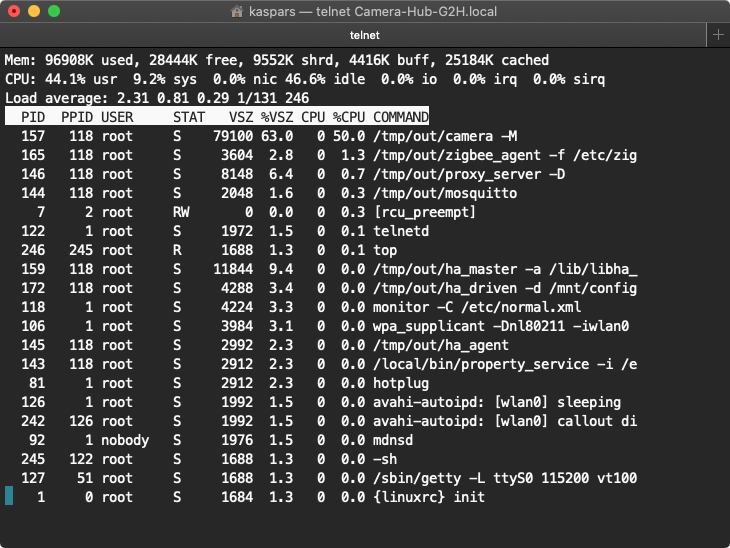 kaspars — telnet Camera-Hub-G2H.local
telnet
Mem: 96908K used, 28444K free, 9552K shrd, 4416K buff, 25184K cached
CPU: 44.1% usr  9.2% sys  0.0% nic 46.6% idle  0.0% io  0.0% irq  0.0% sirq
Load average: 2.31 0.81 0.29 1/131 246
  PID  PPID USER     STAT   VSZ %VSZ CPU %CPU COMMAND
  157   118 root     S    79100 63.0   0 50.0 /tmp/out/camera -M
  165   118 root     S     3604  2.8   0  1.3 /tmp/out/zigbee_agent -f /etc/zig
  146   118 root     S     8148  6.4   0  0.7 /tmp/out/proxy_server -D
  144   118 root     S     2048  1.6   0  0.3 /tmp/out/mosquitto
    7     2 root     RW       0  0.0   0  0.3 [rcu_preempt]
  122     1 root     S     1972  1.5   0  0.1 telnetd
  246   245 root     R     1688  1.3   0  0.1 top
  159   118 root     S    11844  9.4   0  0.0 /tmp/out/ha_master -a /lib/libha_
  172   118 root     S     4288  3.4   0  0.0 /tmp/out/ha_driven -d /mnt/config
  118     1 root     S     4224  3.3   0  0.0 monitor -C /etc/normal.xml
  106     1 root     S     3984  3.1   0  0.0 wpa_supplicant -Dnl80211 -iwlan0
  145   118 root     S     2992  2.3   0  0.0 /tmp/out/ha_agent
  143   118 root     S     2912  2.3   0  0.0 /local/bin/property_service -i /e
   81     1 root     S     2912  2.3   0  0.0 hotplug
  126     1 root     S     1992  1.5   0  0.0 avahi-autoipd: [wlan0] sleeping
  242   126 root     S     1992  1.5   0  0.0 avahi-autoipd: [wlan0] callout di
   92     1 nobody   S     1976  1.5   0  0.0 mdnsd
  245   122 root     S     1688  1.3   0  0.0 -sh
  127    51 root     S     1688  1.3   0  0.0 /sbin/getty -L ttyS0 115200 vt100
    1     0 root     S     1684  1.3   0  0.0 {linuxrc} init